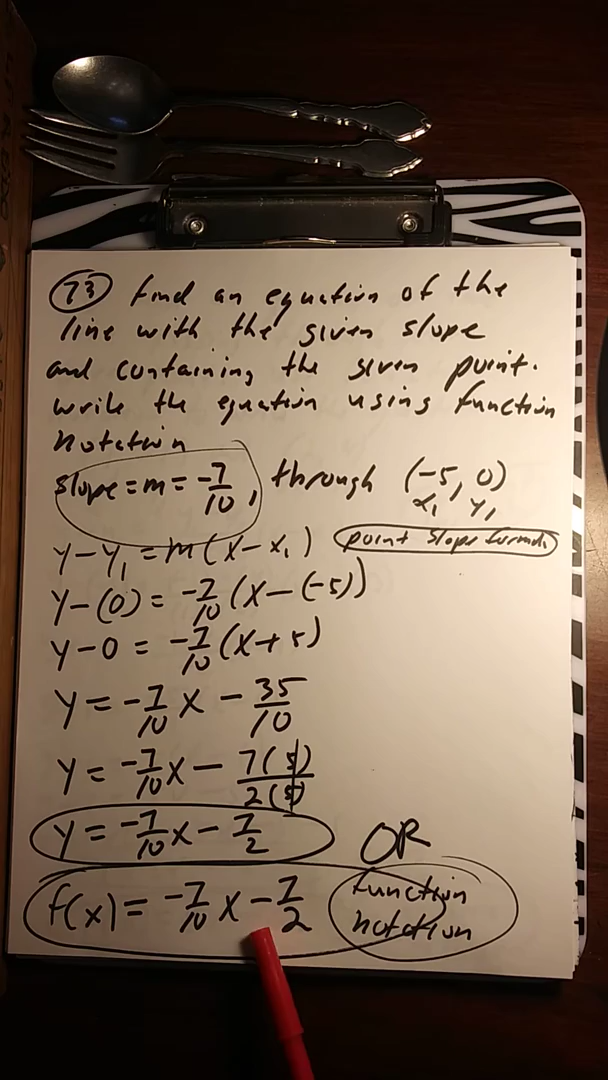 73 Find an equation of the
line with the given slope
and containing the given point.
write the equation using function
notation
slope = m = -7/10, through (-5, 0)
x₁ y₁
y - y₁ = m(x - x₁) point slope formula
y - (0) = -7/10 (x - (-5))
y - 0 = -7/10 (x + 5)
y = -7/10 x - 35/10
y = -7/10 x - 7(5)/2(5)
y = -7/10 x - 7/2 OR
f(x) = -7/10 x - 7/2 function
notation